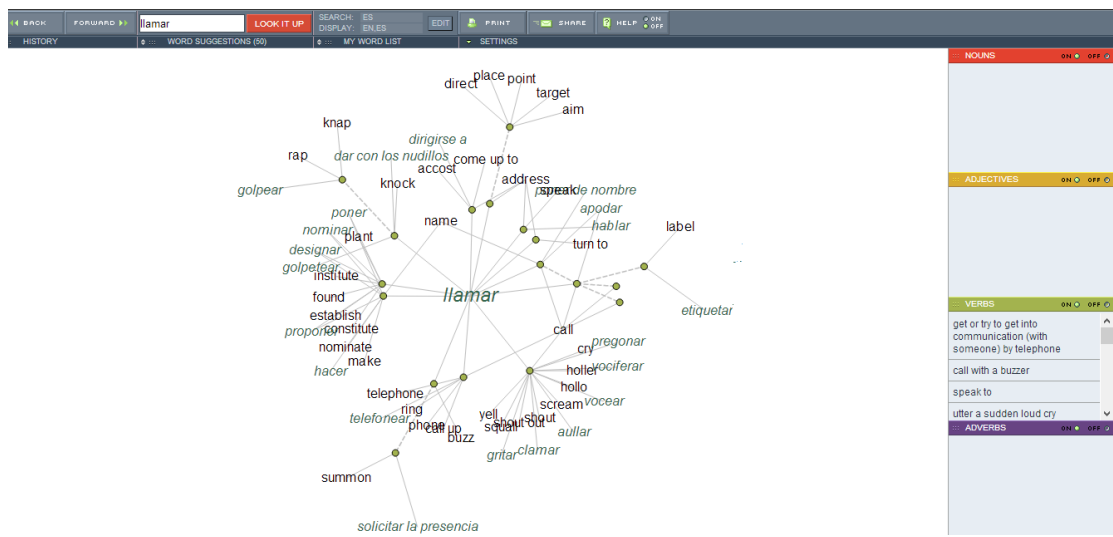 BACK
FORWARD
llamar
LOOK IT UP
SEARCH: ES
DISPLAY: EN,ES
EDIT
PRINT
SHARE
HELP
ON
OFF
HISTORY
WORD SUGGESTIONS (50)
MY WORD LIST
SETTINGS
place
direct
point
target
aim
knap
rap
golpear
dar con los nudillos
knock
dirigirse a
come up to
accost
address
speak
de nombre
apodar
hablar
name
turn to
label
etiquetar
poner
nominar
plant
designar
golpetear
institute
found
establish
proponer
constitute
nominate
make
hacer
llamar
call
pregonar
cry
vociferar
holler
hollo
vocear
scream
shout
shout out
yell
squall
aullar
clamar
gritar
telephone
ring
telefonear
phone
call up
buzz
summon
solicitar la presencia
NOUNS
ON OFF
ADJECTIVES
ON OFF
VERBS
ON OFF
get or try to get into
communication (with
someone) by telephone
call with a buzzer
speak to
utter a sudden loud cry
ADVERBS
ON OFF